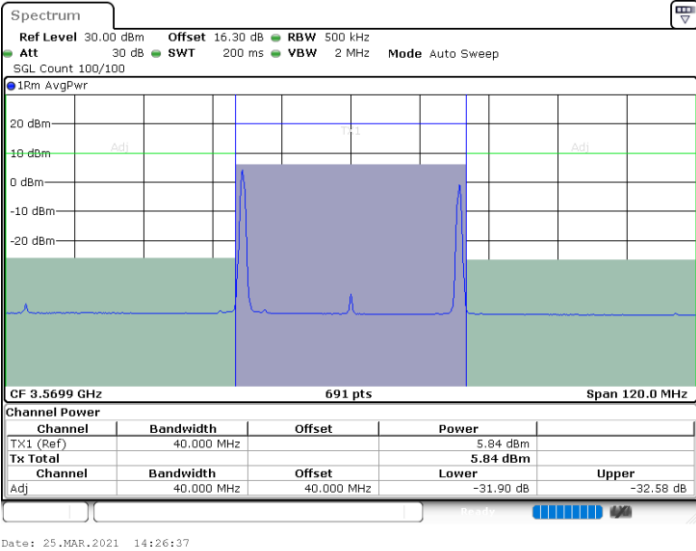 Spectrum
Ref Level 30.00 dBm Offset 16.30 dB RBW 500 kHz
Att 30 dB SWT 200 ms VBW 2 MHz Mode Auto Sweep
SGL Count 100/100
1Rm AvgPwr
20 dBm
TX1
Adj
Adj
10 dBm
0 dBm
-10 dBm
-20 dBm
CF 3.5699 GHz 691 pts Span 120.0 MHz
Channel Power
Channel Bandwidth Offset Power
TX1 (Ref) 40.000 MHz 5.84 dBm
Tx Total 5.84 dBm
Channel Bandwidth Offset Lower Upper
Adj 40.000 MHz 40.000 MHz -31.90 dB -32.58 dB
Ready
Date: 25.MAR.2021 14:26:37